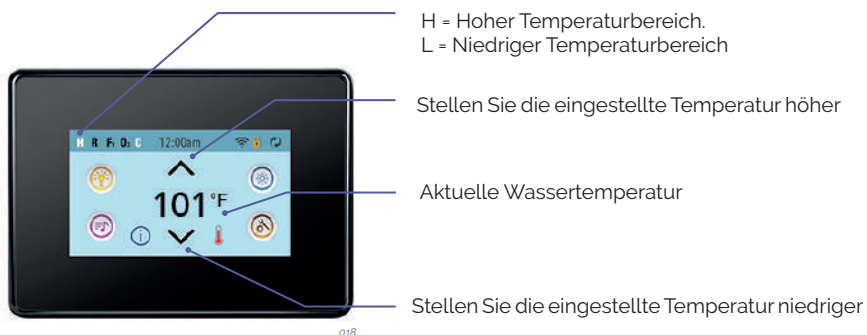 H = Hoher Temperaturbereich.
L = Niedriger Temperaturbereich
Stellen Sie die eingestellte Temperatur höher
H R F₁ O₃ C 12:00am
101°F
Aktuelle Wassertemperatur
Stellen Sie die eingestellte Temperatur niedriger
018